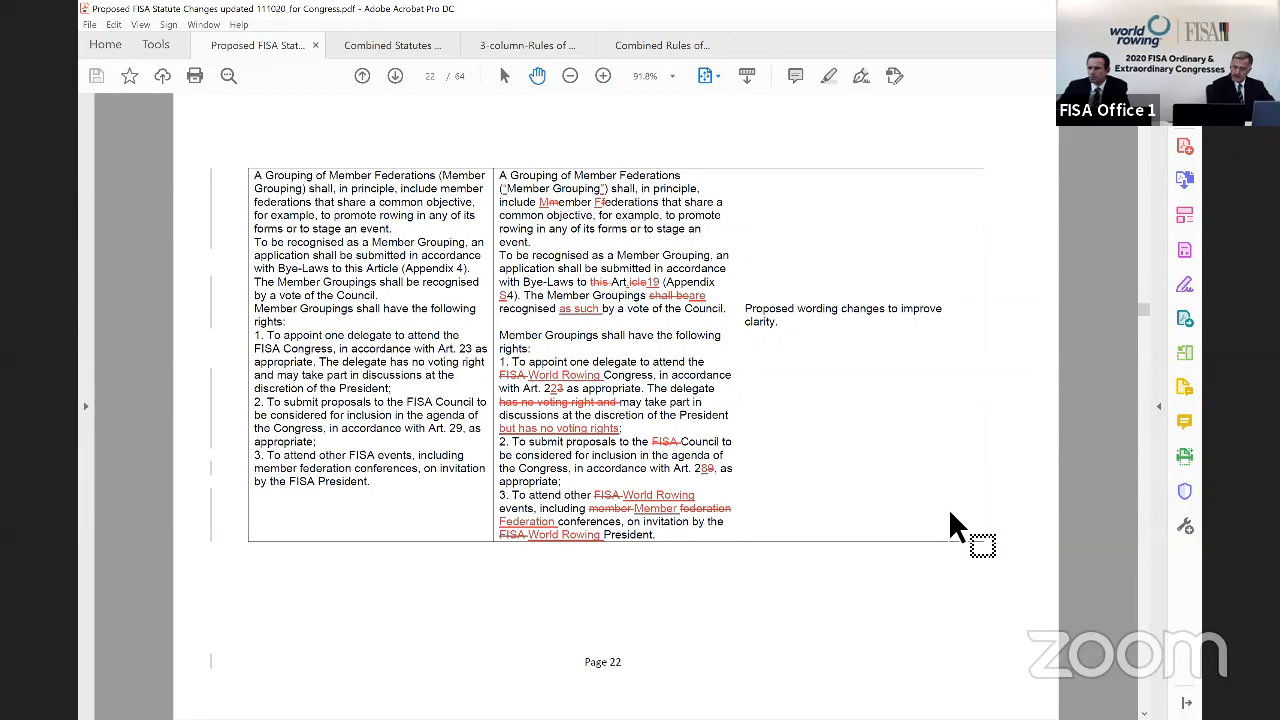 Proposed FISA Statute Changes updated 111020_for Congress.pdf - Adobe Acrobat Pro DC
File Edit View Sign Window Help
Home Tools Proposed FISA Stat... × Combined Statutes ... 3-column-Rules of ... Combined Rules of...
22 / 64 91.8%
world rowing FISA
2020 FISA Ordinary &
Extraordinary Congresses
FISA Office 1
A Grouping of Member Federations (Member
Grouping) shall, in principle, include member
federations that share a common objective,
for example, to promote rowing in any of its
forms or to stage an event.
To be recognised as a Member Grouping, an
application shall be submitted in accordance
with Bye-Laws to this Article (Appendix 4).
The Member Groupings shall be recognised
by a vote of the Council.
Member Groupings shall have the following
rights:
1. To appoint one delegate to attend the
FISA Congress, in accordance with Art. 23 as
appropriate. The delegate has no voting right
and may take part in discussions at the
discretion of the President;
2. To submit proposals to the FISA Council to
be considered for inclusion in the agenda of
the Congress, in accordance with Art. 29, as
appropriate;
3. To attend other FISA events, including
member federation conferences, on invitation
by the FISA President.
A Grouping of Member Federations
("Member Grouping") shall, in principle,
include Mmember Ffederations that share a
common objective, for example, to promote
rowing in any of its forms or to stage an
event.
To be recognised as a Member Grouping, an
application shall be submitted in accordance
with Bye-Laws to this Art.icle19 (Appendix
S4). The Member Groupings shall beare
recognised as such by a vote of the Council.
Member Groupings shall have the following
rights:
1. To appoint one delegate to attend the
FISA World Rowing Congress, in accordance
with Art. 223 as appropriate. The delegate
has no voting right and may take part in
discussions at the discretion of the President
but has no voting rights;
2. To submit proposals to the FISA Council to
be considered for inclusion in the agenda of
the Congress, in accordance with Art. 289, as
appropriate;
3. To attend other FISA World Rowing
events, including member Member federation
Federation conferences, on invitation by the
FISA World Rowing President.
Proposed wording changes to improve
clarity.
Page 22
zoom